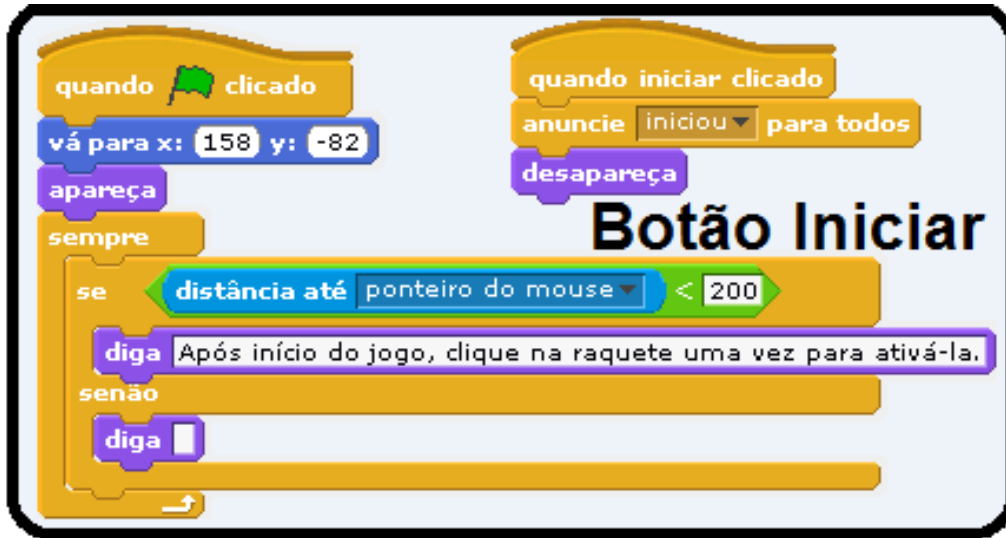 quando clicado
vá para x: 158 y: -82
apareça
sempre
se distância até ponteiro do mouse < 200
diga Após início do jogo, clique na raquete uma vez para ativá-la.
senão
diga
quando iniciar clicado
anuncie iniciou para todos
desapareça
Botão Iniciar